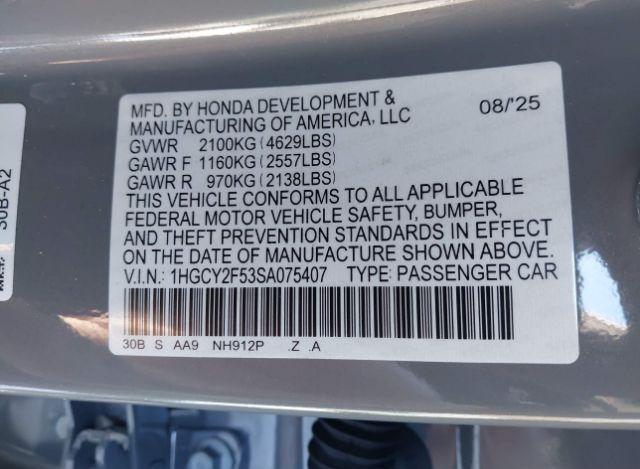 MFD. BY HONDA DEVELOPMENT & 08/'25
MANUFACTURING OF AMERICA, LLC
GVWR 2100KG (4629LBS)
GAWR F 1160KG (2557LBS)
GAWR R 970KG (2138LBS)
THIS VEHICLE CONFORMS TO ALL APPLICABLE
FEDERAL MOTOR VEHICLE SAFETY, BUMPER,
AND THEFT PREVENTION STANDARDS IN EFFECT
ON THE DATE OF MANUFACTURE SHOWN ABOVE.
V.I.N.: 1HGCY2F53SA075407 TYPE: PASSENGER CAR
30B S AA9 NH912P .Z .A
30B-A2